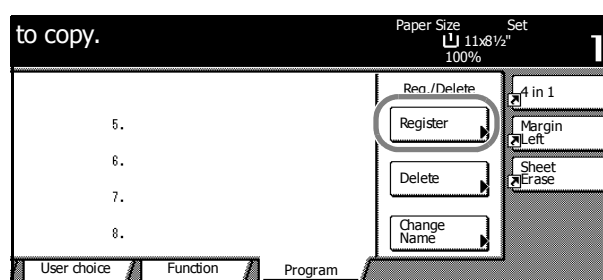 to copy.
Paper Size
Set
11x8½"
100%
1
Reg./Delete
5.
6.
7.
8.
Register
Delete
Change
Name
4 in 1
Margin
Left
Sheet
Erase
User choice
Function
Program